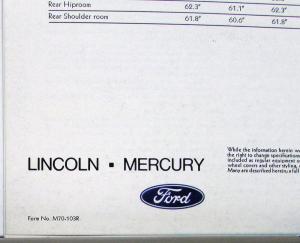 Rear Hiproom 62.3" 61.1" 62.3"
Rear Shoulder room 61.8" 60.6" 61.8"
While the information herein w
the right to change specifications
included as regular equipment o
wheel covers and other styling,
Many are described herein; a full
LINCOLN ▪ MERCURY
Ford
Form No. M70-103R